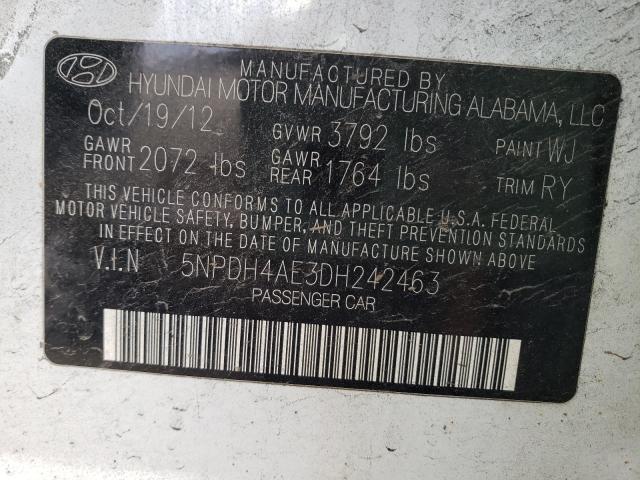 MANUFACTURED BY
HYUNDAI MOTOR MANUFACTURING ALABAMA, LLC
Oct/19/12 GVWR 3792 lbs PAINT WJ
GAWR FRONT 2072 lbs GAWR REAR 1764 lbs TRIM RY
THIS VEHICLE CONFORMS TO ALL APPLICABLE U.S.A. FEDERAL
MOTOR VEHICLE SAFETY, BUMPER, AND THEFT PREVENTION STANDARDS
IN EFFECT ON THE DATE OF MANUFACTURE SHOWN ABOVE.
V.I.N 5NPDH4AE3DH242463
PASSENGER CAR